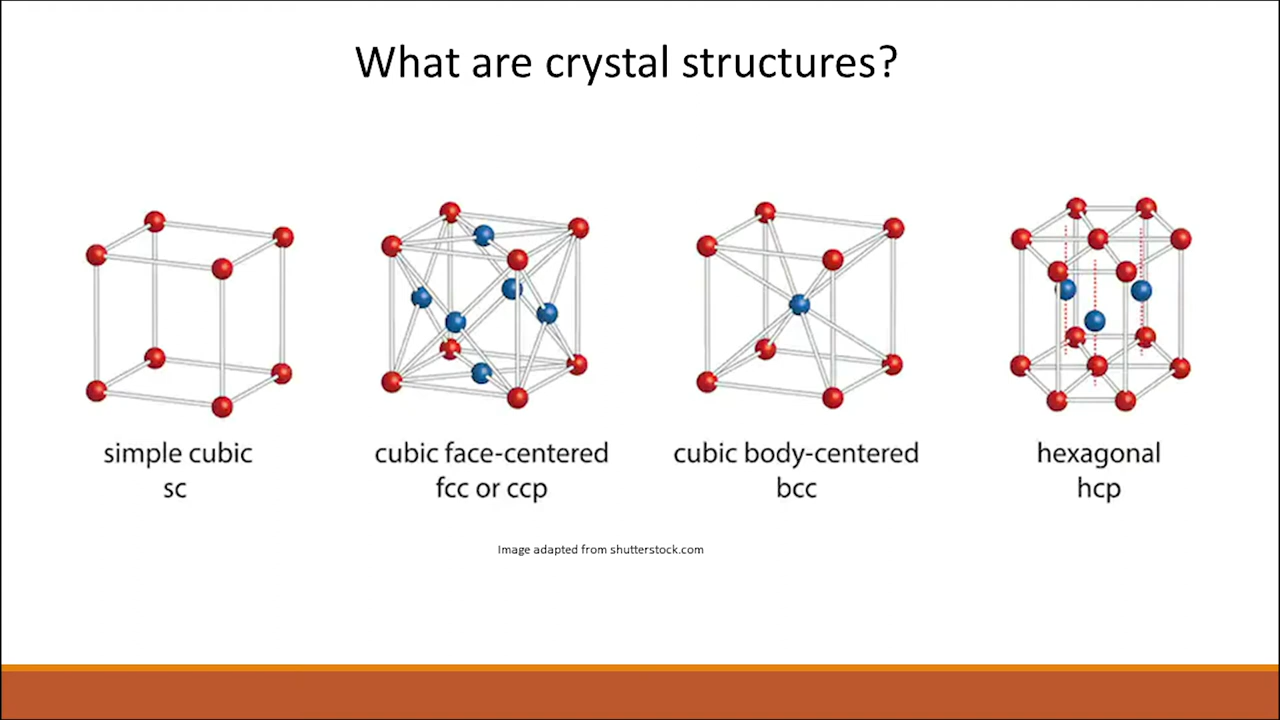 What are crystal structures?
simple cubic
sc
cubic face-centered
fcc or ccp
cubic body-centered
bcc
hexagonal
hcp
Image adapted from shutterstock.com